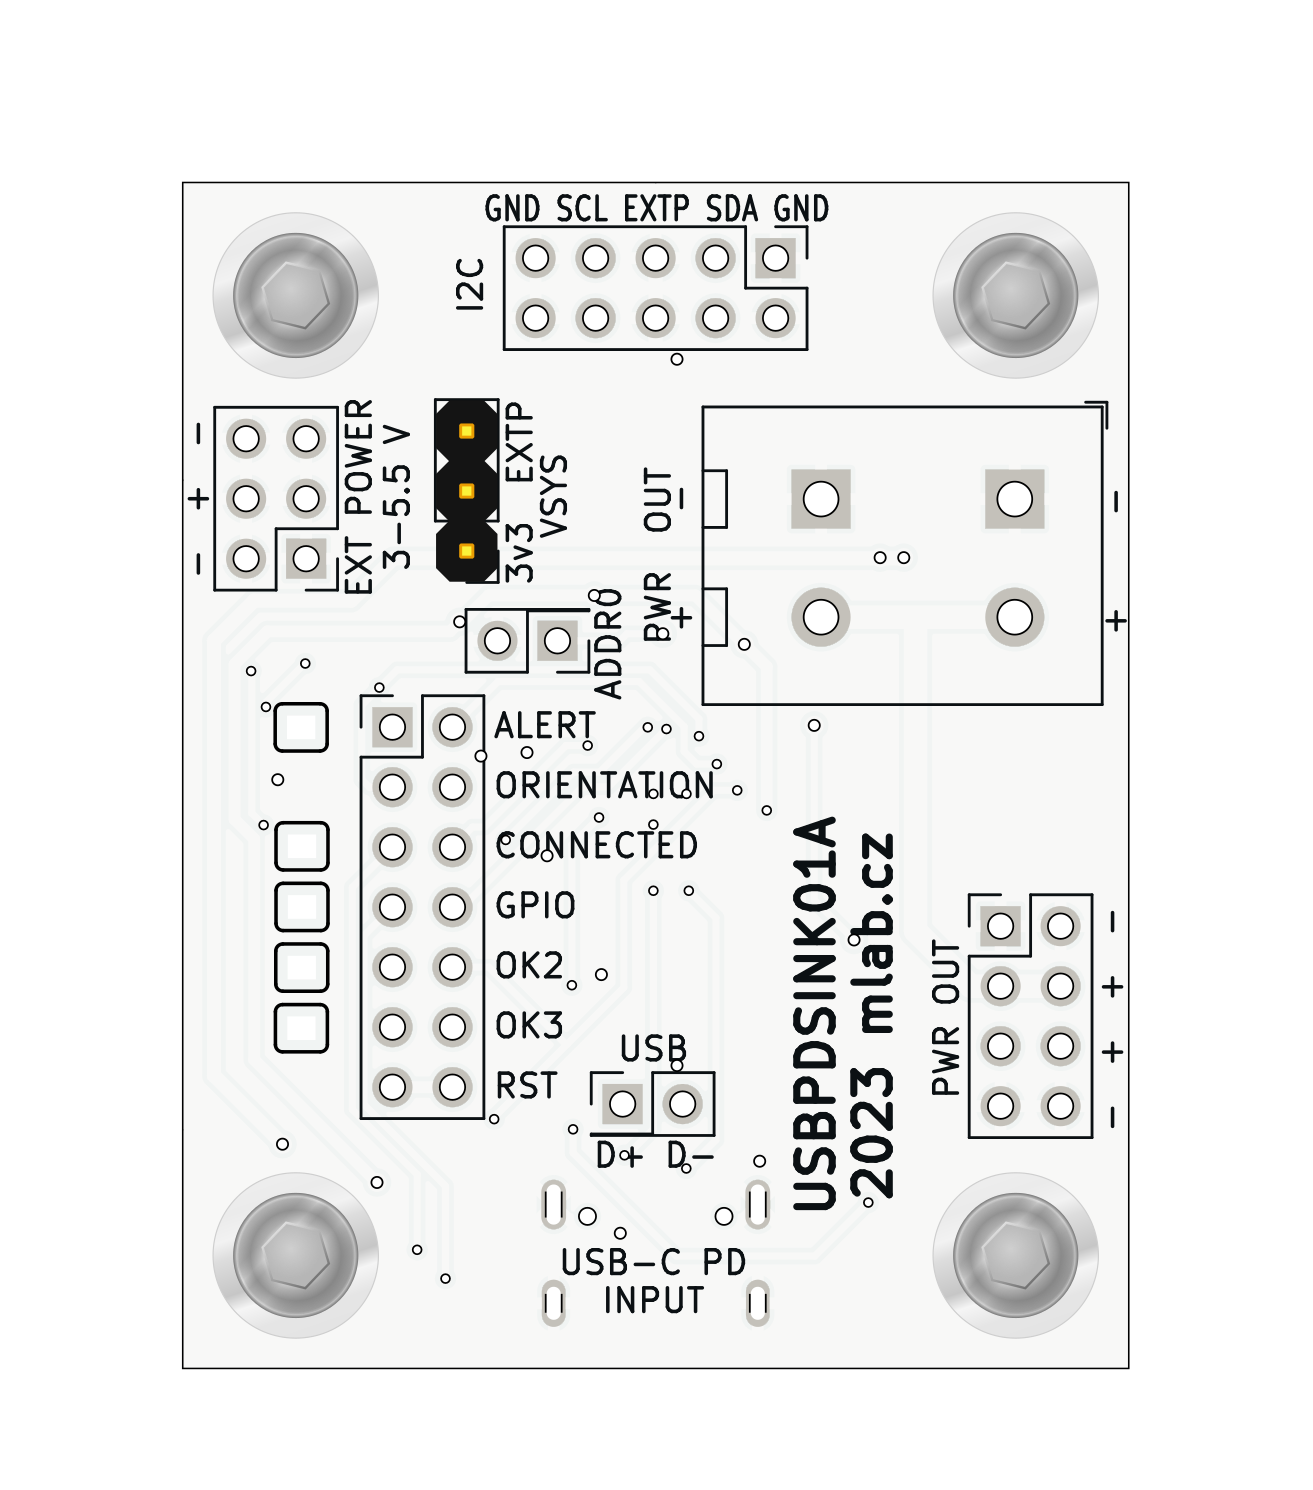 GND SCL EXTP SDA GND
I2C
-
+
-
EXT POWER
3-5.5 V
EXTP
3v3
VSYS
PWR OUT
+ -
-
+
ADDR0
ALERT
ORIENTATION
CONNECTED
GPIO
OK2
OK3
RST
USB
D+ D-
USBPDSINK01A
2023 mlab.cz
PWR OUT
-
+
+
-
USB-C PD
INPUT